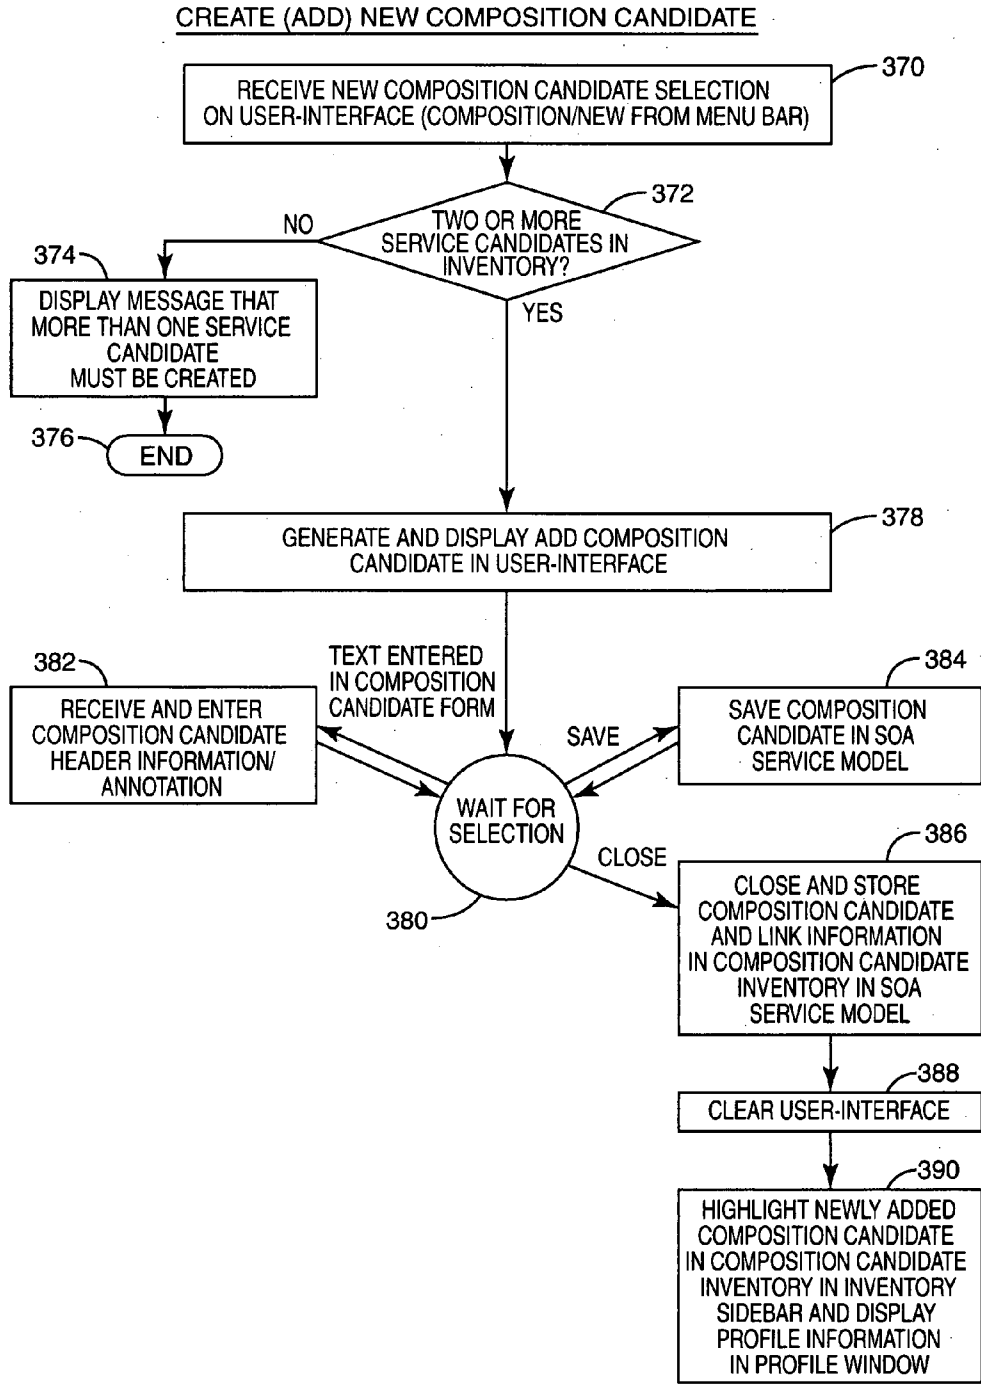 CREATE (ADD) NEW COMPOSITION CANDIDATE
370
RECEIVE NEW COMPOSITION CANDIDATE SELECTION
ON USER-INTERFACE (COMPOSITION/NEW FROM MENU BAR)
372
TWO OR MORE
SERVICE CANDIDATES IN
INVENTORY?
NO
YES
374
DISPLAY MESSAGE THAT
MORE THAN ONE SERVICE
CANDIDATE
MUST BE CREATED
376
END
378
GENERATE AND DISPLAY ADD COMPOSITION
CANDIDATE IN USER-INTERFACE
382
RECEIVE AND ENTER
COMPOSITION CANDIDATE
HEADER INFORMATION/
ANNOTATION
TEXT ENTERED
IN COMPOSITION
CANDIDATE FORM
WAIT FOR
SELECTION
380
SAVE
384
SAVE COMPOSITION
CANDIDATE IN SOA
SERVICE MODEL
CLOSE
386
CLOSE AND STORE
COMPOSITION CANDIDATE
AND LINK INFORMATION
IN COMPOSITION CANDIDATE
INVENTORY IN SOA
SERVICE MODEL
388
CLEAR USER-INTERFACE
390
HIGHLIGHT NEWLY ADDED
COMPOSITION CANDIDATE
IN COMPOSITION CANDIDATE
INVENTORY IN INVENTORY
SIDEBAR AND DISPLAY
PROFILE INFORMATION
IN PROFILE WINDOW